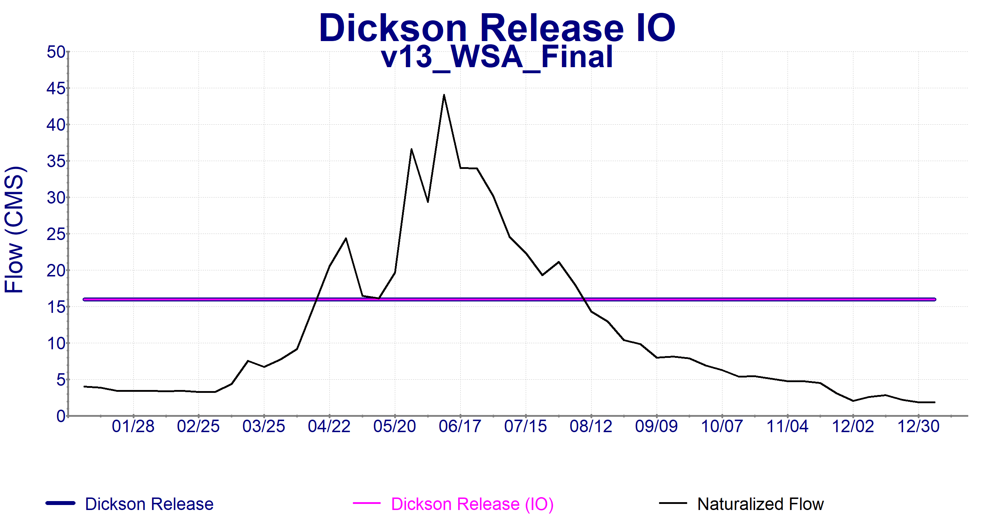 Dickson Release IO
v13_WSA_Final
Flow (CMS)
50
45
40
35
30
25
20
15
10
5
0
01/28 02/25 03/25 04/22 05/20 06/17 07/15 08/12 09/09 10/07 11/04 12/02 12/30
Dickson Release Dickson Release (IO) Naturalized Flow